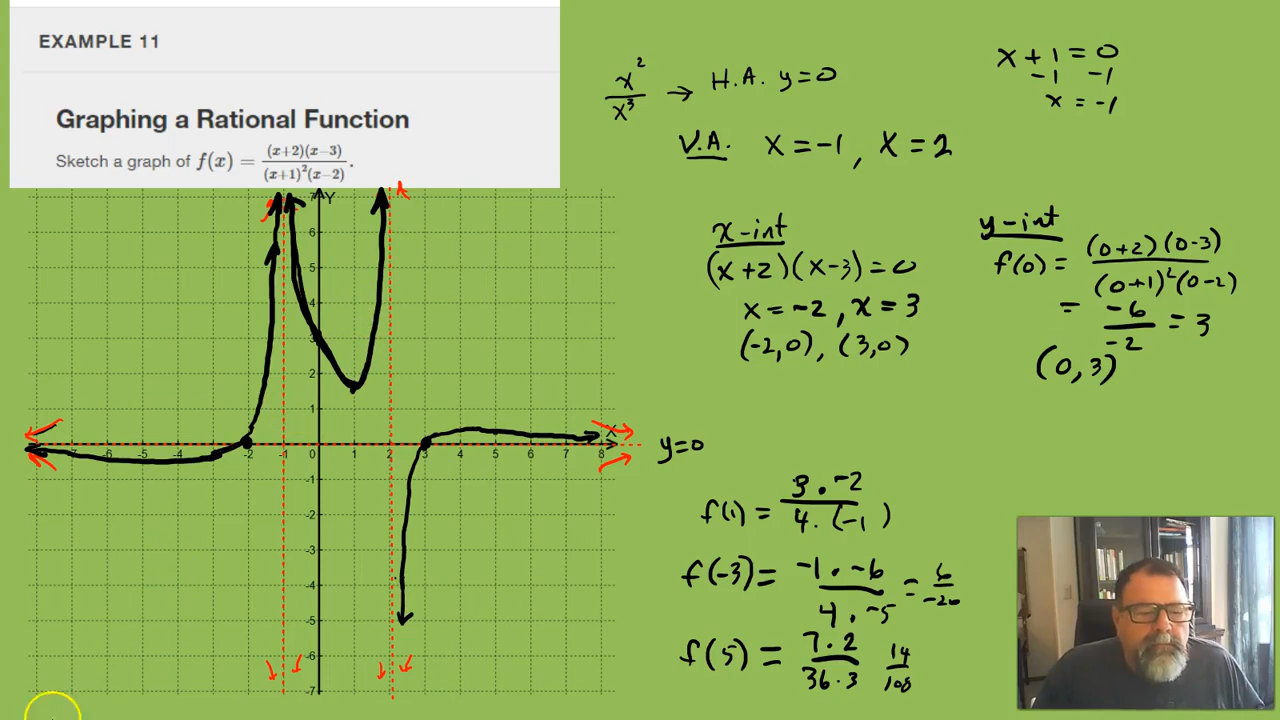 EXAMPLE 11
Graphing a Rational Function
Sketch a graph of f(x) = (x+2)(x−3) / (x+1)²(x−2).
x² / x³ → H.A. y = 0
V.A. x = -1, x = 2
x + 1 = 0
-1 -1
x = -1
x-int
(x+2)(x-3) = 0
x = -2, x = 3
(-2,0), (3,0)
y-int
f(0) = (0+2)(0-3) / (0+1)²(0-2)
= -6 / -2 = 3
(0,3)
Y
7
6
5
4
3
2
1
X
-7 -6 -5 -4 -3 -2 -1 0 1 2 3 4 5 6 7 8
-1
-2
-3
-4
-5
-6
-7
y=0
f(1) = 3·-2 / 4·(-1 )
f(-3) = -1·-6 / 4·-5 = 6 / -20
f(5) = 7·2 / 36·3 14 / 108